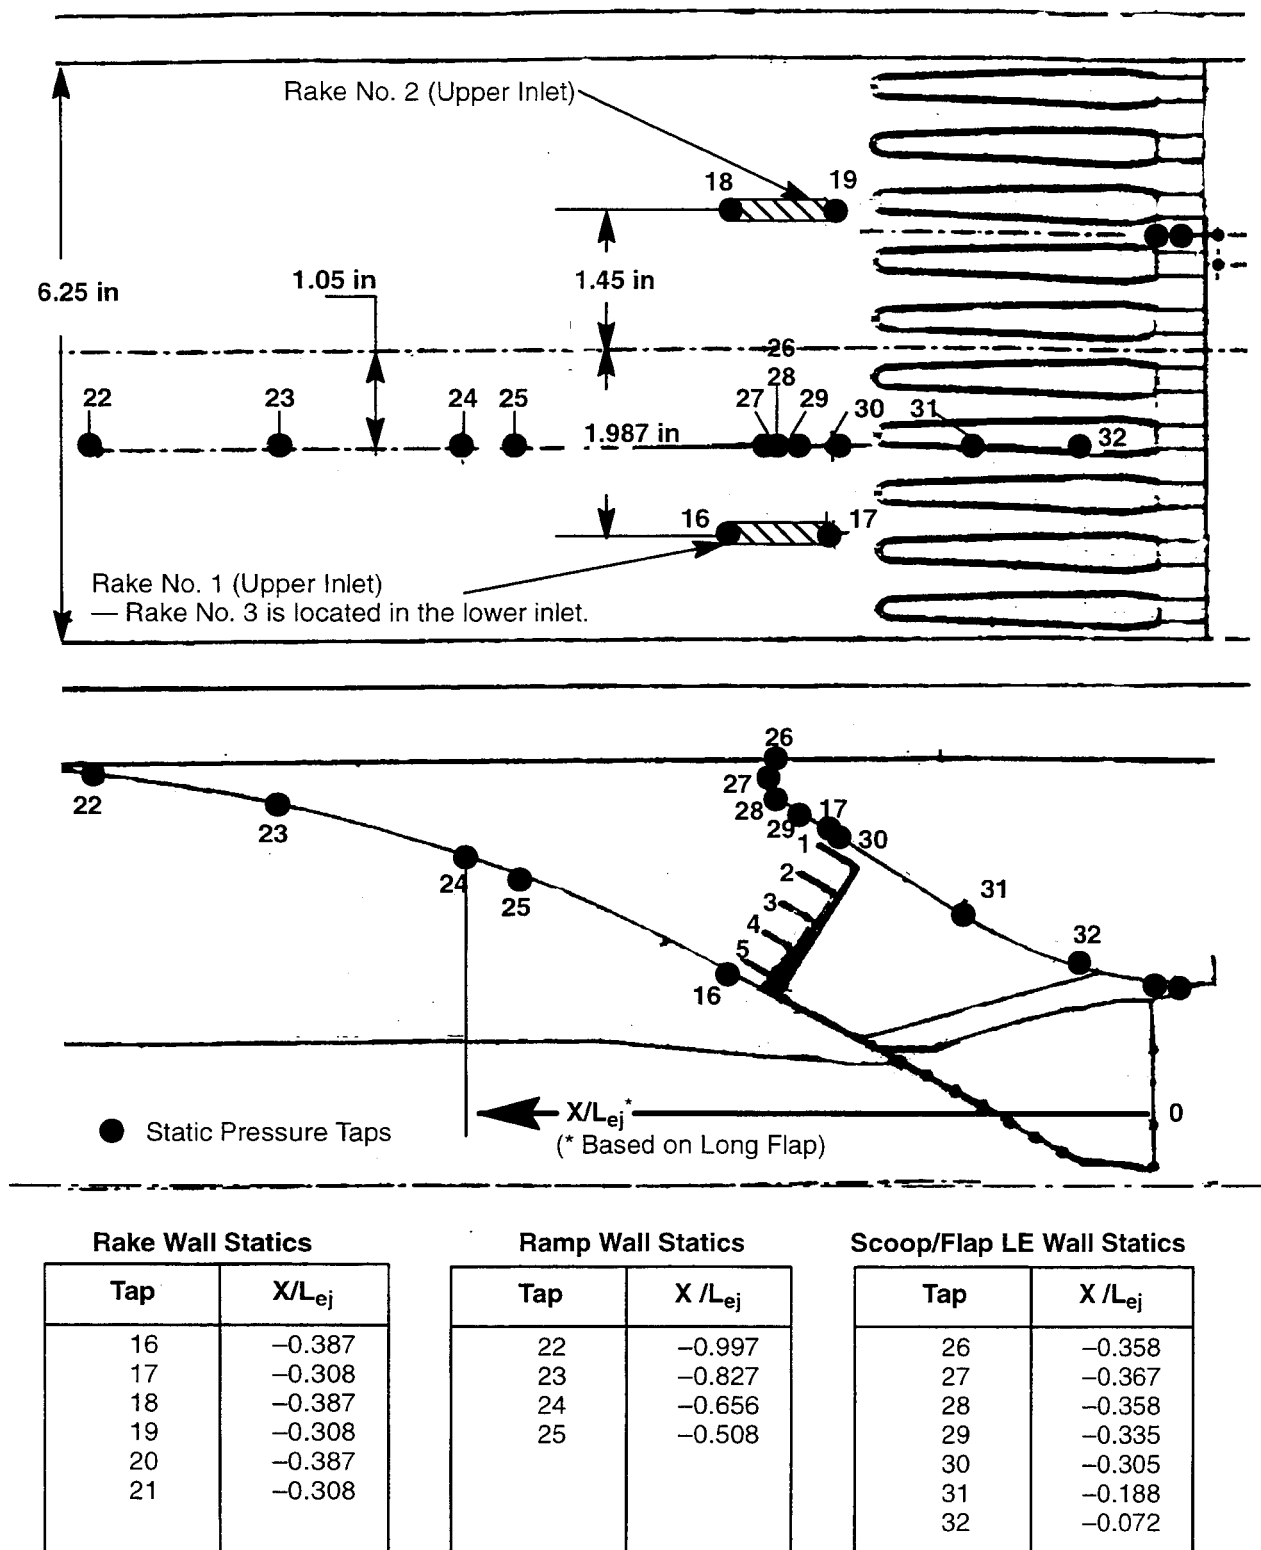 Rake No. 2 (Upper Inlet)
18 19
6.25 in 1.05 in 1.45 in
26
28
22 23 24 25 27 29 30 31
1.987 in 32
16 17
Rake No. 1 (Upper Inlet)
— Rake No. 3 is located in the lower inlet.
26
27
22 28 17
23 29 30
1
24 2
25 3 31
4
5 32
16
X/Lej* 0
Static Pressure Taps (* Based on Long Flap)
Rake Wall Statics
Tap X/Lej
16 –0.387
17 –0.308
18 –0.387
19 –0.308
20 –0.387
21 –0.308
Ramp Wall Statics
Tap X /Lej
22 –0.997
23 –0.827
24 –0.656
25 –0.508
Scoop/Flap LE Wall Statics
Tap X /Lej
26 –0.358
27 –0.367
28 –0.358
29 –0.335
30 –0.305
31 –0.188
32 –0.072